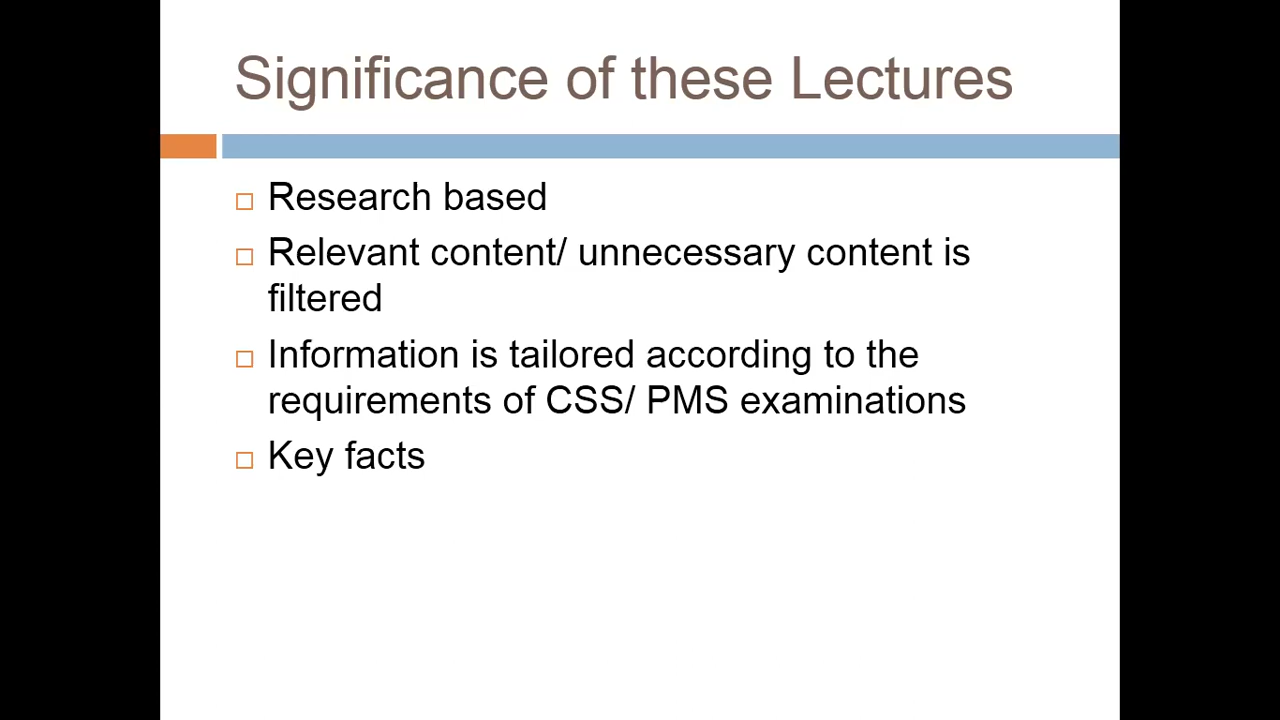 Significance of these Lectures
Research based
Relevant content/ unnecessary content is
filtered
Information is tailored according to the
requirements of CSS/ PMS examinations
Key facts